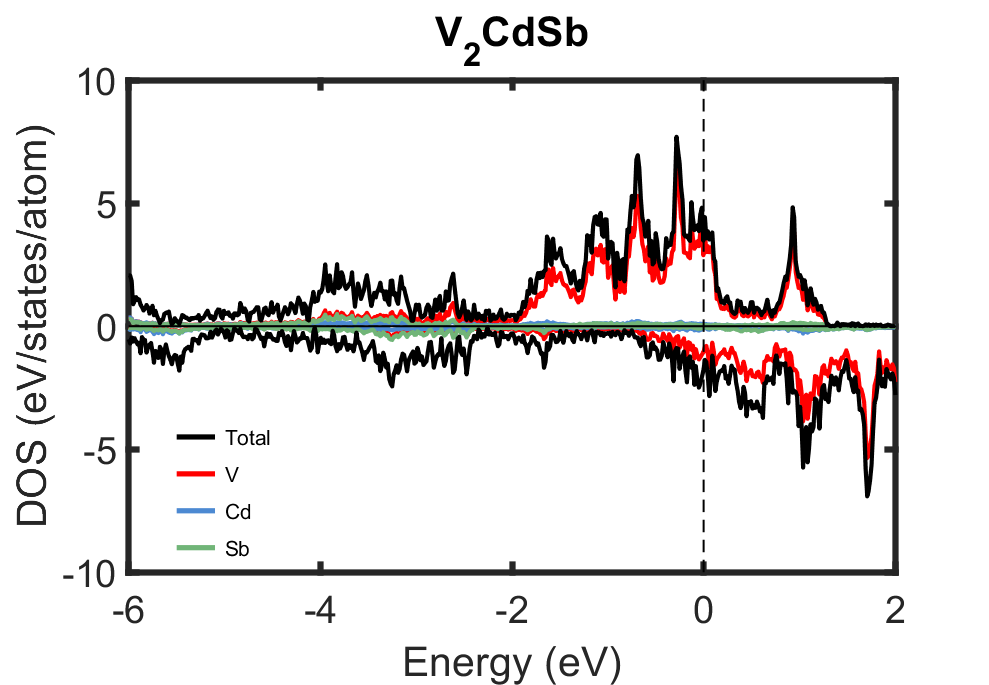 V₂CdSb
DOS (eV/states/atom)
10
5
0
-5
-10
Total
V
Cd
Sb
-6
-4
-2
0
2
Energy (eV)